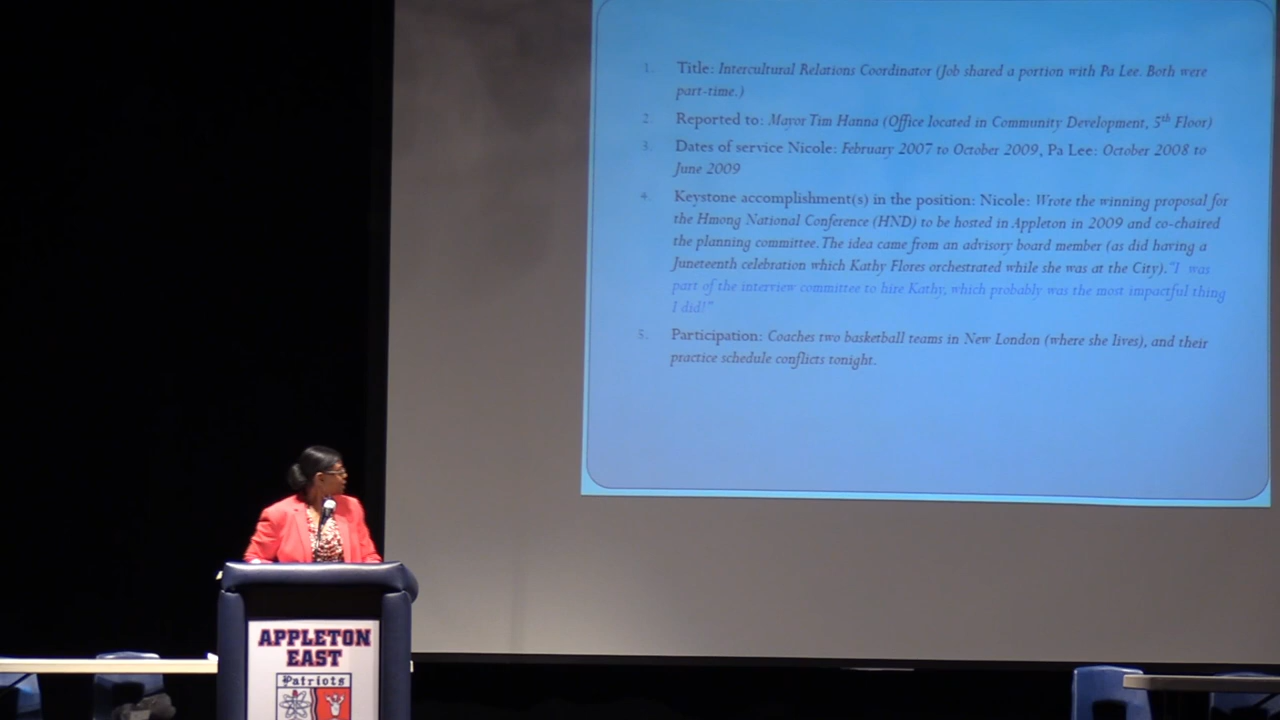 1. Title: Intercultural Relations Coordinator (Job shared a portion with Pa Lee. Both were
part-time.)
2. Reported to: Mayor Tim Hanna (Office located in Community Development, 5th Floor)
3. Dates of service Nicole: February 2007 to October 2009, Pa Lee: October 2008 to
June 2009
4. Keystone accomplishment(s) in the position: Nicole: Wrote the winning proposal for
the Hmong National Conference (HND) to be hosted in Appleton in 2009 and co-chaired
the planning committee. The idea came from an advisory board member (as did having a
Juneteenth celebration which Kathy Flores orchestrated while she was at the City). "I was
part of the interview committee to hire Kathy, which probably was the most impactful thing
I did!"
5. Participation: Coaches two basketball teams in New London (where she lives), and their
practice schedule conflicts tonight.
APPLETON
EAST
Patriots